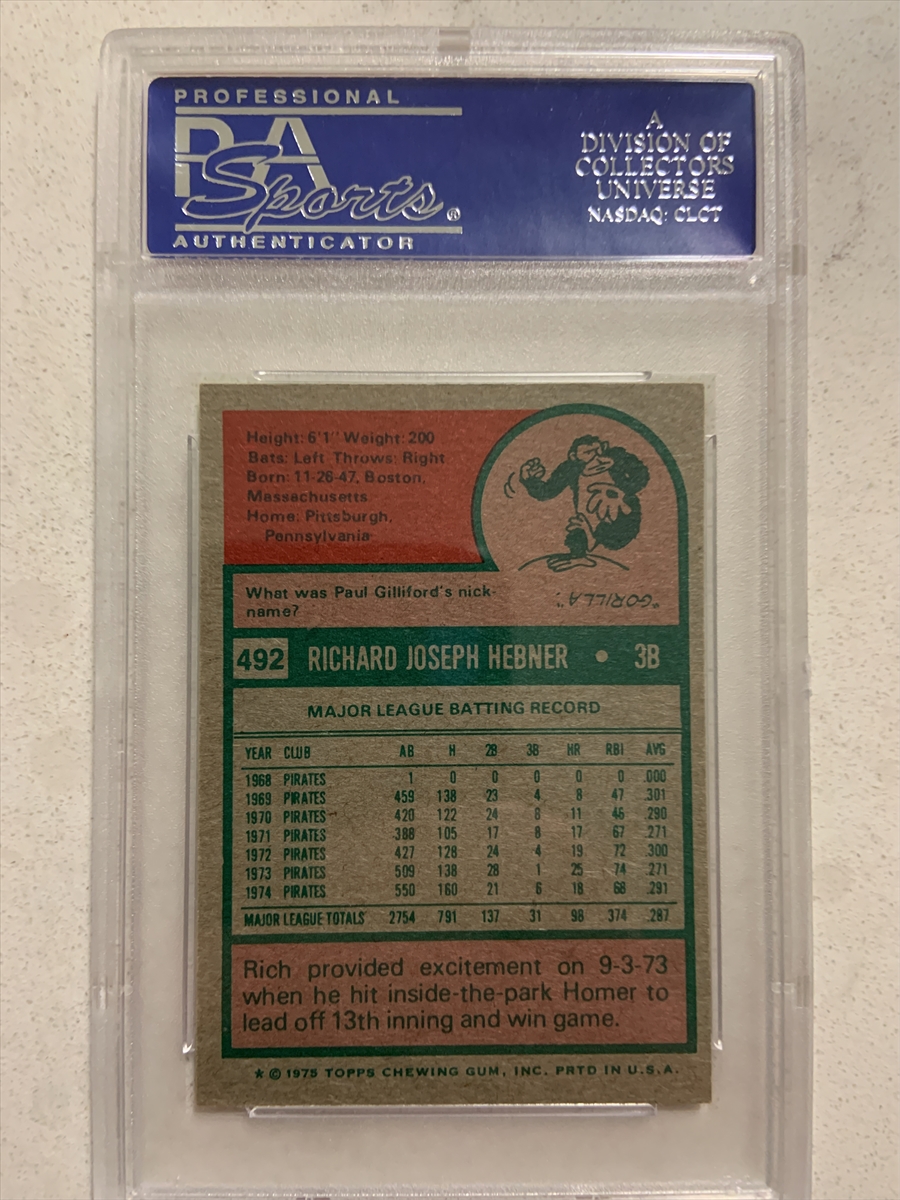 PROFESSIONAL
PSA
Sports®
AUTHENTICATOR
A
DIVISION OF
COLLECTORS
UNIVERSE
NASDAQ: CLCT
Height: 6'1" Weight: 200
Bats: Left Throws: Right
Born: 11-26-47, Boston,
Massachusetts
Home: Pittsburgh,
Pennsylvania
What was Paul Gilliford's nick-
name?
"GORILLA".
492 RICHARD JOSEPH HEBNER • 3B
MAJOR LEAGUE BATTING RECORD
YEAR CLUB AB H 2B 3B HR RBI AVG
1968 PIRATES 1 0 0 0 0 0 .000
1969 PIRATES 459 138 23 4 8 47 .301
1970 PIRATES 420 122 24 8 11 46 .290
1971 PIRATES 388 105 17 8 17 67 .271
1972 PIRATES 427 128 24 4 19 72 .300
1973 PIRATES 509 138 28 1 25 74 .271
1974 PIRATES 550 160 21 6 18 68 .291
MAJOR LEAGUE TOTALS 2754 791 137 31 98 374 .287
Rich provided excitement on 9-3-73
when he hit inside-the-park Homer to
lead off 13th inning and win game.
* © 1975 TOPPS CHEWING GUM, INC. PRTD IN U.S.A.